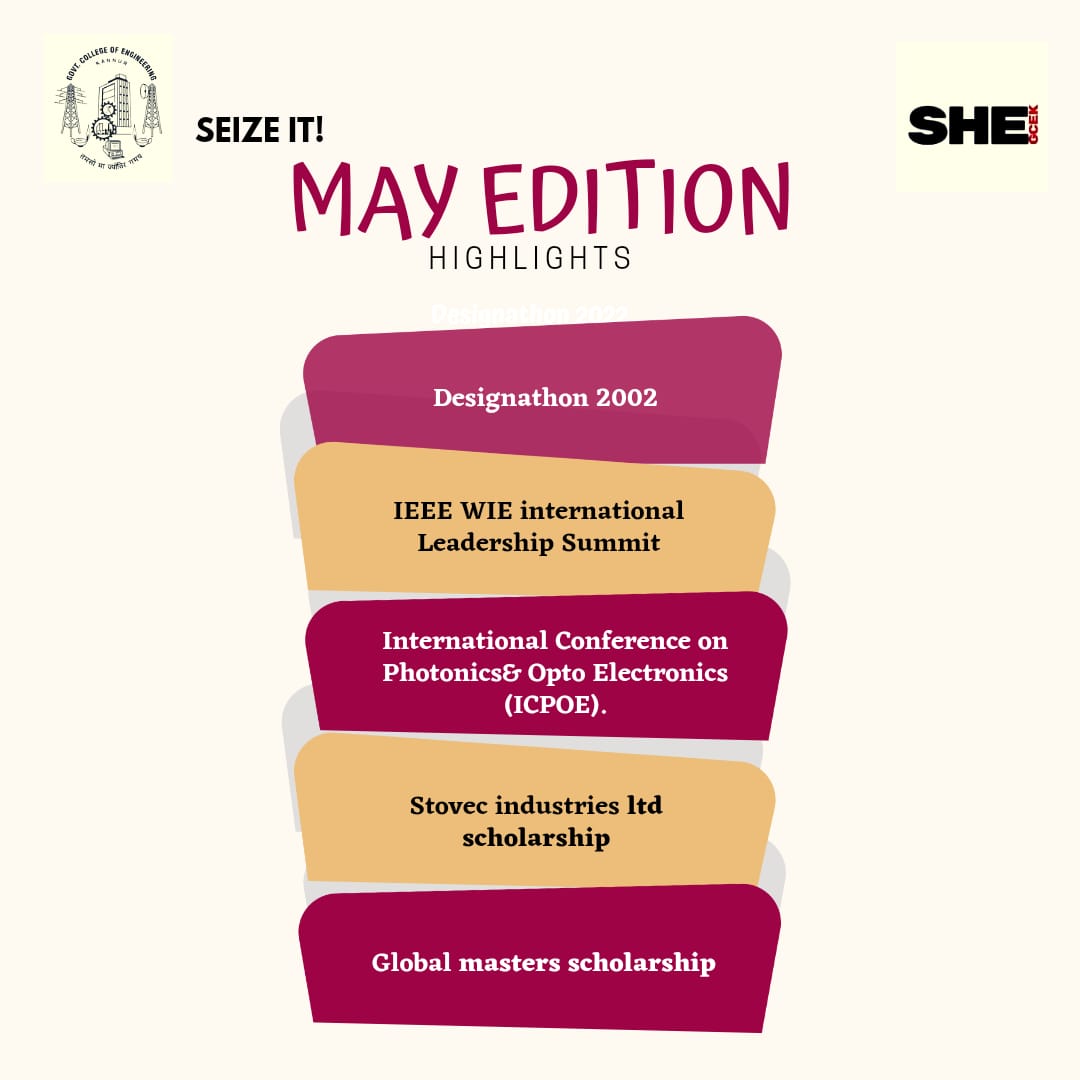 GOVT. COLLEGE OF ENGINEERING
KANNUR
तमसो मा ज्योतिर गमय
SEIZE IT!
SHE
GCEK
MAY EDITION
HIGHLIGHTS
Designathon 2022
Designathon 2002
IEEE WIE international
Leadership Summit
International Conference on
Photonics& Opto Electronics
(ICPOE).
Stovec industries ltd
scholarship
Global masters scholarship